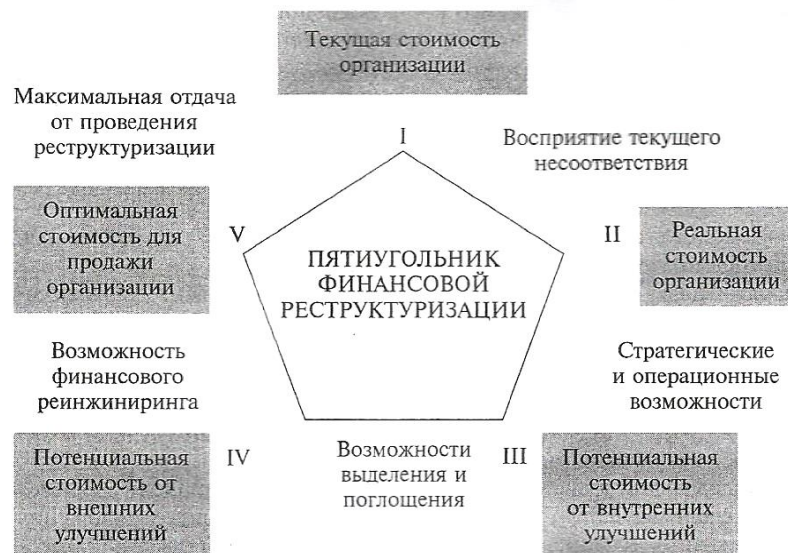 Текущая стоимость
организации
Максимальная отдача
от проведения
реструктуризации
I
Восприятие текущего
несоответствия
Оптимальная
стоимость для
продажи
организации
V
ПЯТИУГОЛЬНИК
ФИНАНСОВОЙ
РЕСТРУКТУРИЗАЦИИ
II
Реальная
стоимость
организации
Возможность
финансового
реинжиниринга
Стратегические
и операционные
возможности
Потенциальная
стоимость от
внешних
улучшений
IV
Возможности
выделения и
поглощения
III
Потенциальная
стоимость
от внутренних
улучшений